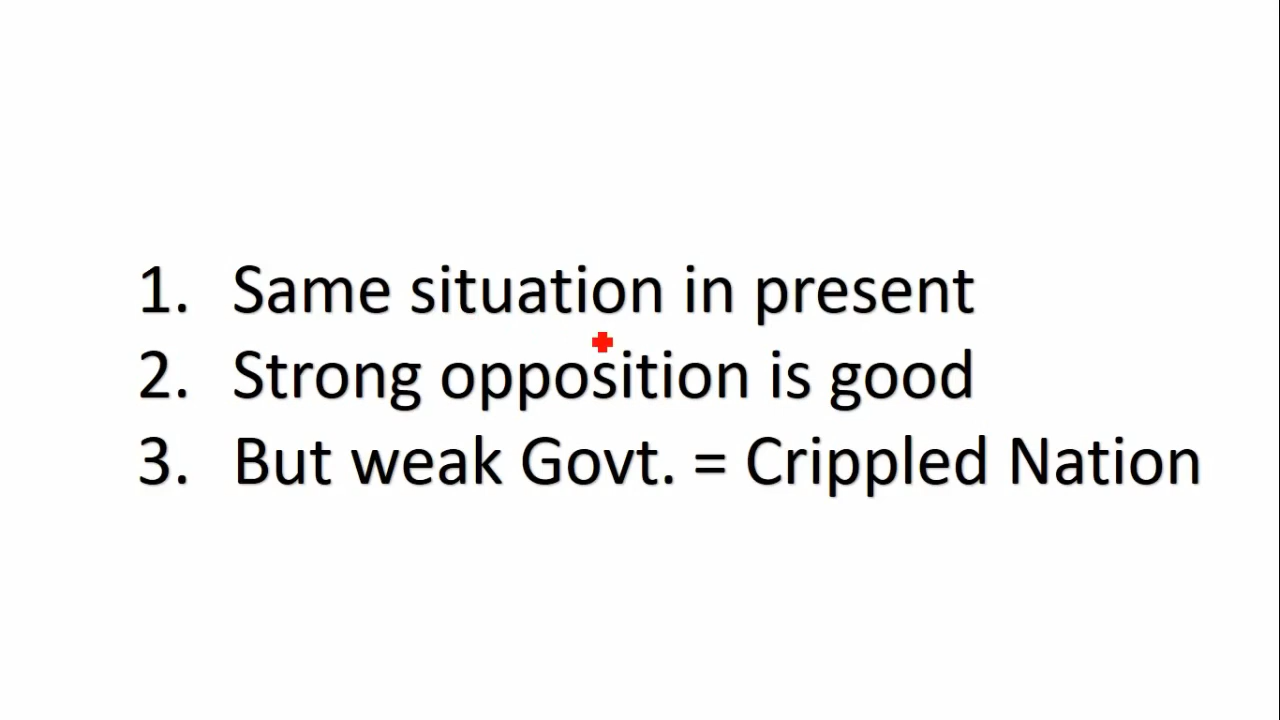 1. Same situation in present
2. Strong opposition is good
3. But weak Govt. = Crippled Nation